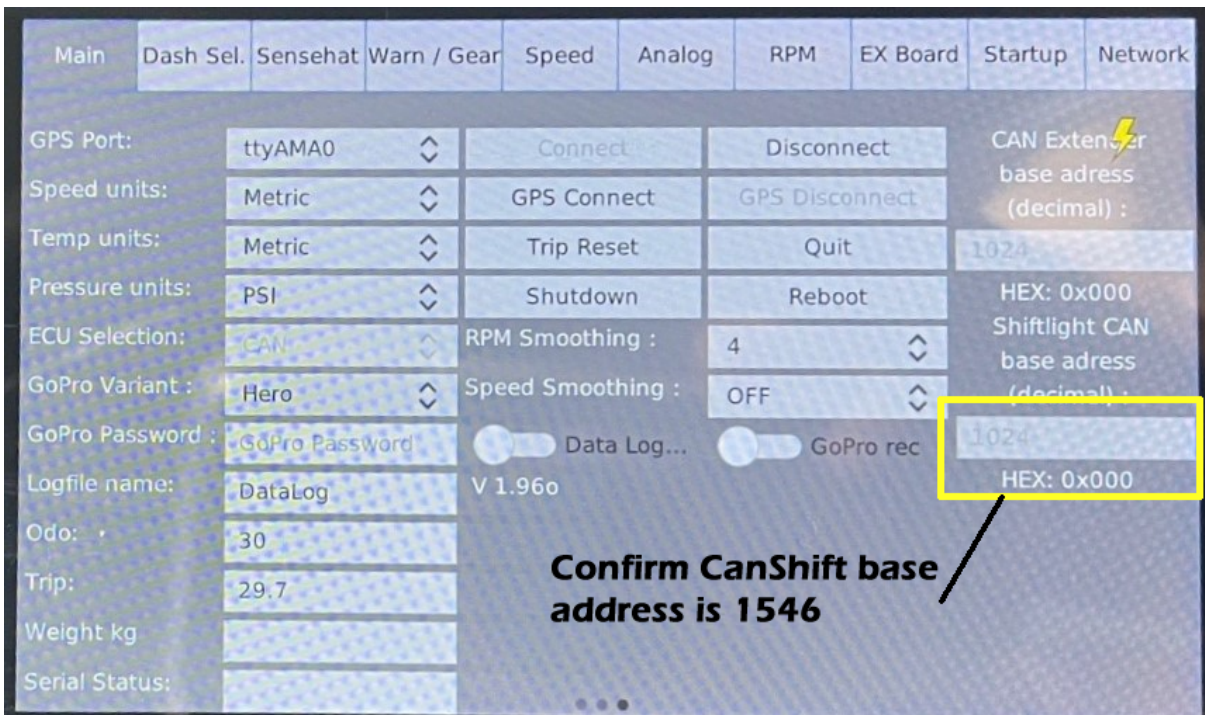 Main Dash Sel. Sensehat Warn / Gear Speed Analog RPM EX Board Startup Network
GPS Port: ttyAMA0 Connect Disconnect
Speed units: Metric GPS Connect GPS Disconnect
Temp units: Metric Trip Reset Quit
Pressure units: PSI Shutdown Reboot
ECU Selection: CAN RPM Smoothing : 4
GoPro Variant : Hero Speed Smoothing : OFF
GoPro Password : GoPro Password Data Log... GoPro rec
Logfile name: DataLog V 1.96o
Odo: 30
Trip: 29.7
Weight kg
Serial Status:
CAN Extender
base adress
(decimal) :
1024
HEX: 0x000
Shiftlight CAN
base adress
(decimal) :
1024
HEX: 0x000
Confirm CanShift base
address is 1546